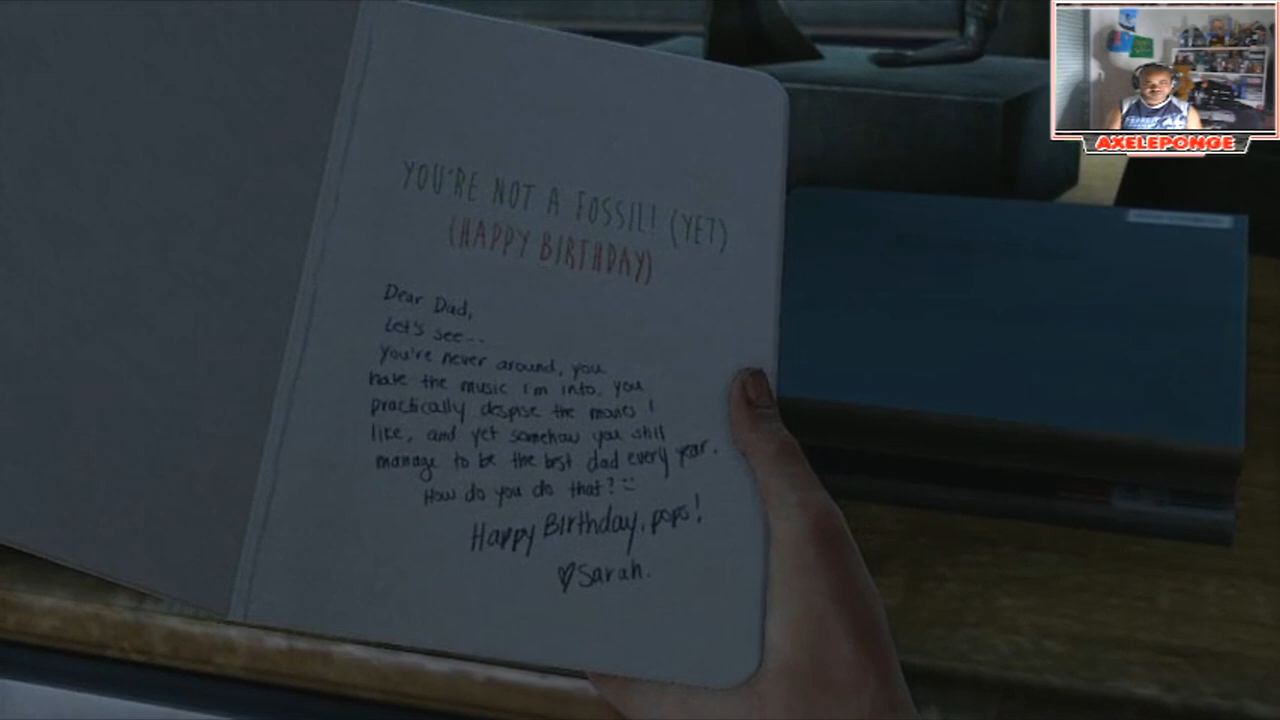 AXELEPONGE
YOU'RE NOT A FOSSIL! (YET)
(HAPPY BIRTHDAY)
Dear Dad,
Let's see...
You're never around, you
hate the music I'm into, you
practically despise the movies I
like, and yet somehow you still
manage to be the best dad every year.
How do you do that? :)
Happy Birthday, pops!
♡Sarah.